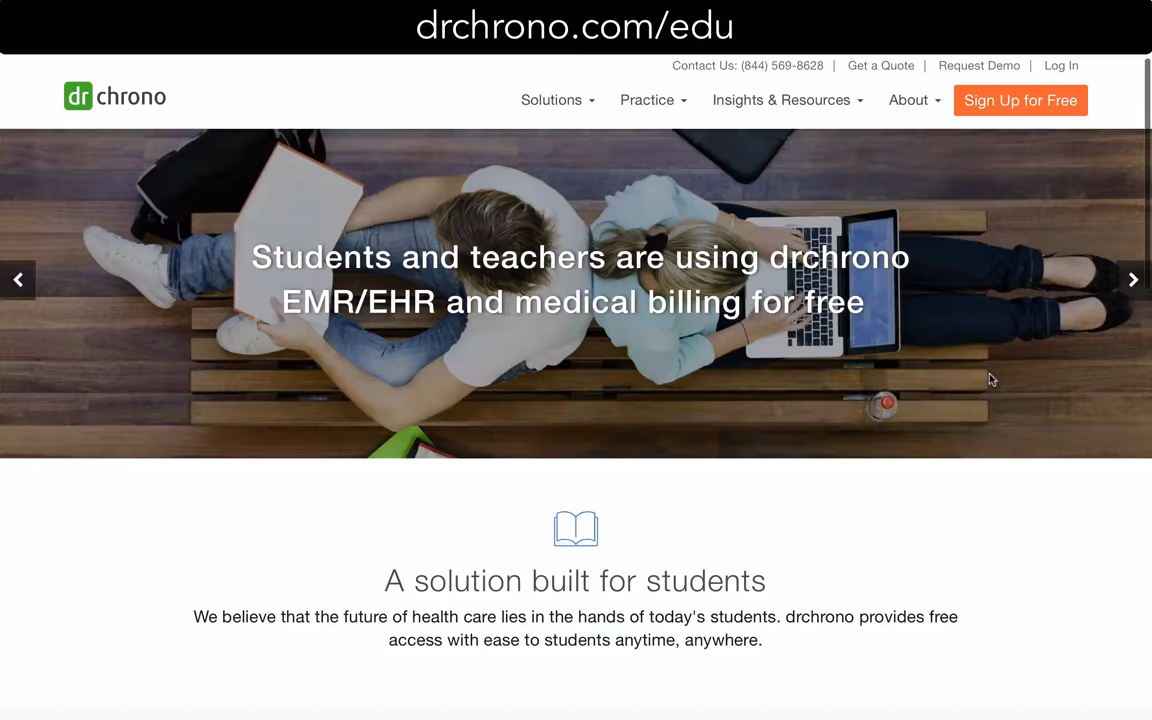 drchrono.com/edu
Contact Us: (844) 569-8628 | Get a Quote | Request Demo | Log In
dr chrono
Solutions Practice Insights & Resources About Sign Up for Free
Students and teachers are using drchrono
EMR/EHR and medical billing for free
A solution built for students
We believe that the future of health care lies in the hands of today's students. drchrono provides free
access with ease to students anytime, anywhere.